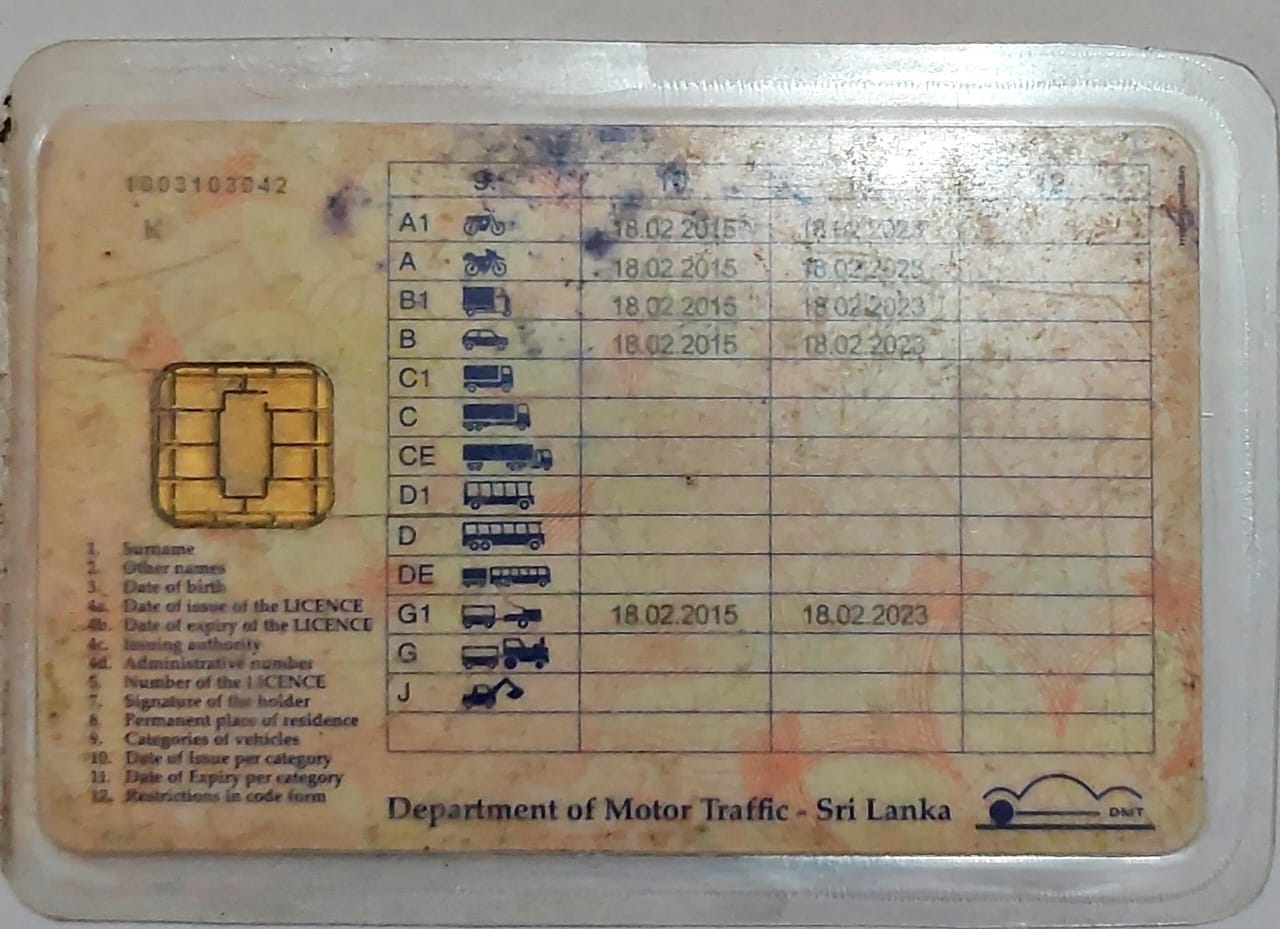 1003103042
K
9. 10. 11. 12.
A1 18.02.2015 18.02.2023
A 18.02.2015 18.02.2023
B1 18.02.2015 18.02.2023
B 18.02.2015 18.02.2023
C1
C
CE
D1
D
DE
G1 18.02.2015 18.02.2023
G
J
1. Surname
2. Other names
3. Date of birth
4a. Date of issue of the LICENCE
4b. Date of expiry of the LICENCE
4c. Issuing authority
4d. Administrative number
5. Number of the LICENCE
7. Signature of the holder
8. Permanent place of residence
9. Categories of vehicles
10. Date of Issue per category
11. Date of Expiry per category
12. Restrictions in code form
Department of Motor Traffic - Sri Lanka
DMT